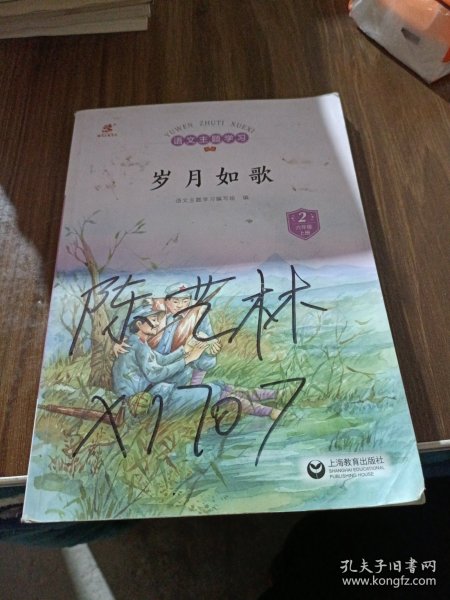 YUWEN ZHUTI XUEXI
语文主题学习
岁月如歌
语文主题学习编写组 编
2
六年级
上册
陈艺林
X1707
上海教育出版社
SHANGHAI EDUCATIONAL
PUBLISHING HOUSE
孔夫子旧书网
www.kongfz.com